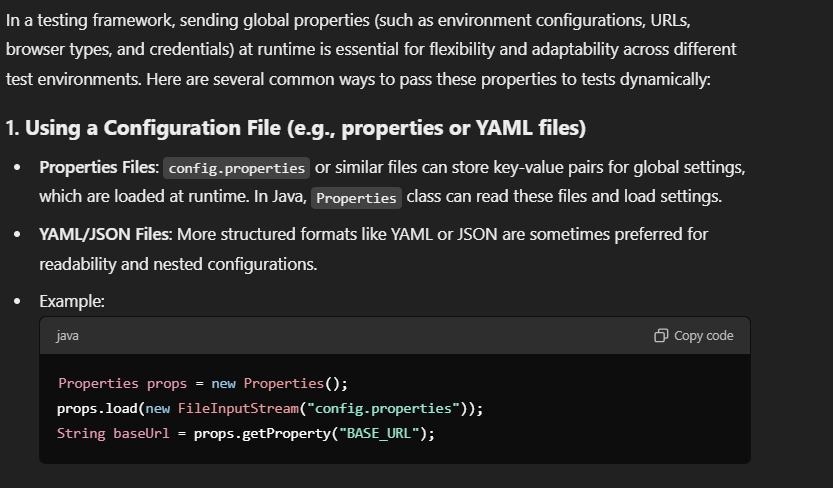 In a testing framework, sending global properties (such as environment configurations, URLs,
browser types, and credentials) at runtime is essential for flexibility and adaptability across different
test environments. Here are several common ways to pass these properties to tests dynamically:
1. Using a Configuration File (e.g., properties or YAML files)
• Properties Files: config.properties or similar files can store key-value pairs for global settings,
which are loaded at runtime. In Java, Properties class can read these files and load settings.
• YAML/JSON Files: More structured formats like YAML or JSON are sometimes preferred for
readability and nested configurations.
• Example:
java Copy code
Properties props = new Properties();
props.load(new FileInputStream("config.properties"));
String baseUrl = props.getProperty("BASE_URL");